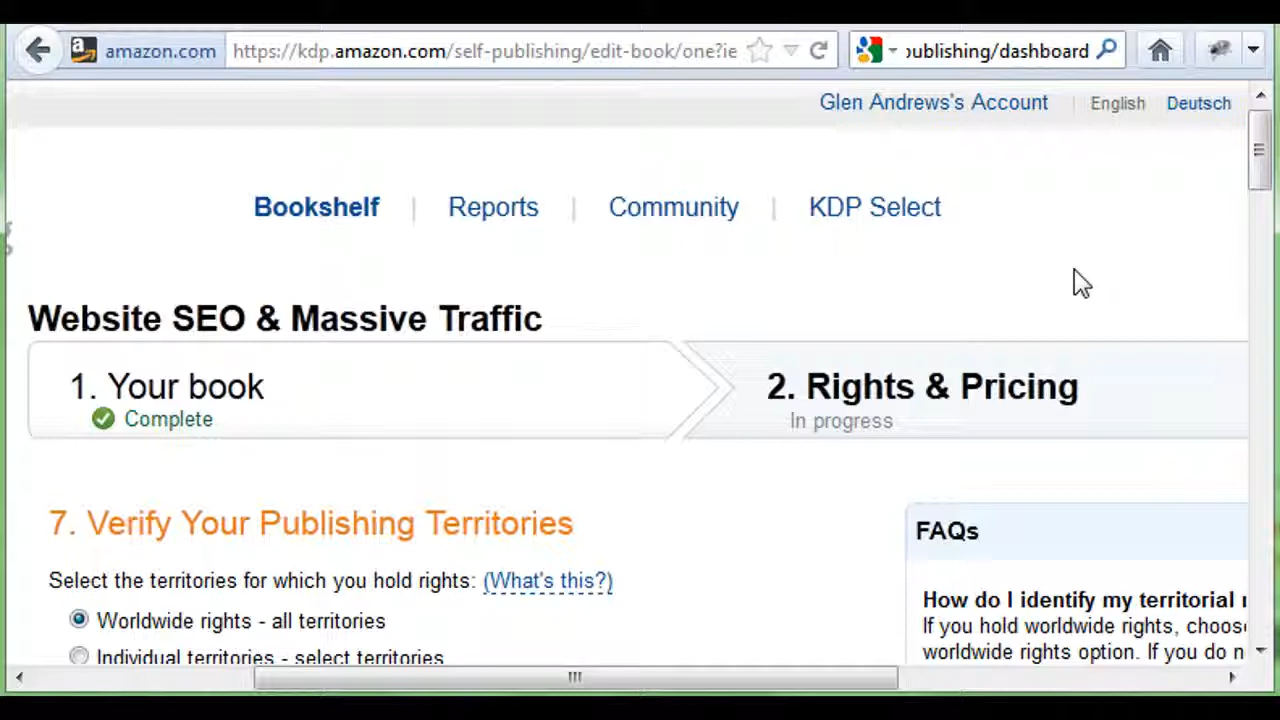 amazon.com https://kdp.amazon.com/self-publishing/edit-book/one?ie publishing/dashboard
Glen Andrews's Account English Deutsch
Bookshelf | Reports | Community | KDP Select
Website SEO & Massive Traffic
1. Your book 2. Rights & Pricing
Complete In progress
7. Verify Your Publishing Territories
FAQs
Select the territories for which you hold rights: (What's this?)
Worldwide rights - all territories
Individual territories - select territories
How do I identify my territorial
If you hold worldwide rights, choos
worldwide rights option. If you do n